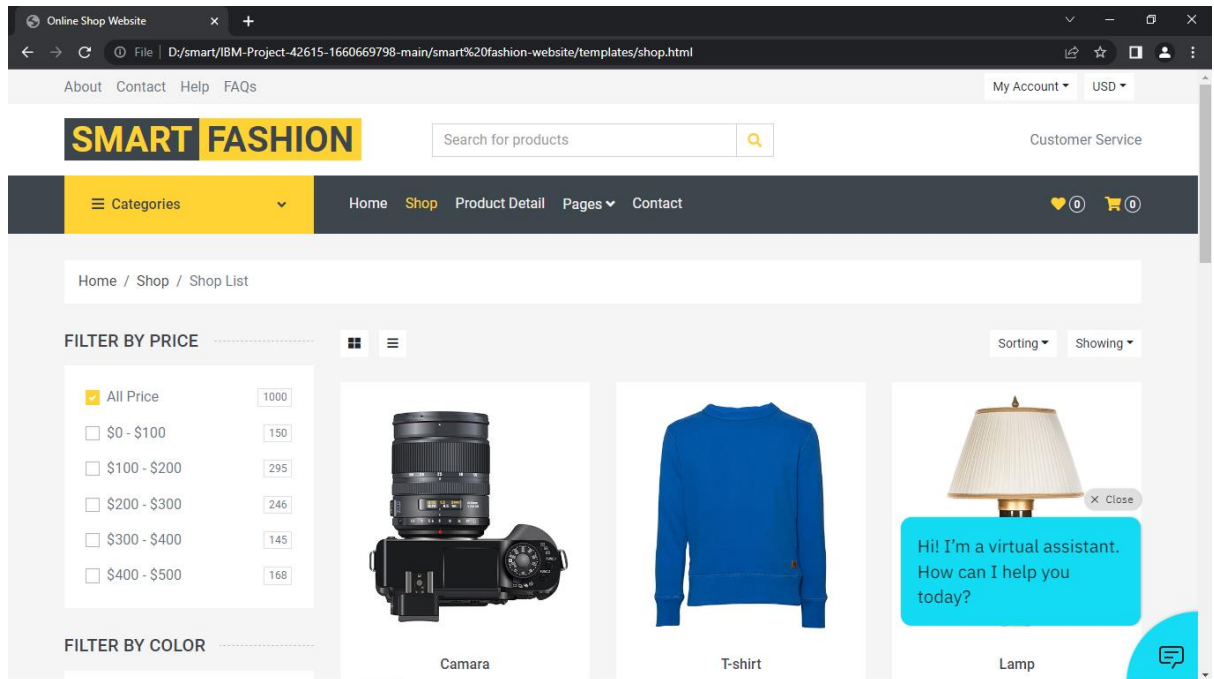 Online Shop Website
File | D:/smart/IBM-Project-42615-1660669798-main/smart%20fashion-website/templates/shop.html
About Contact Help FAQs My Account USD
SMART FASHION Search for products Customer Service
Categories Home Shop Product Detail Pages Contact 0 0
Home / Shop / Shop List
FILTER BY PRICE Sorting Showing
All Price 1000
$0 - $100 150
$100 - $200 295
$200 - $300 246
$300 - $400 145
$400 - $500 168
Close
Hi! I'm a virtual assistant.
How can I help you
today?
FILTER BY COLOR
Camara T-shirt Lamp